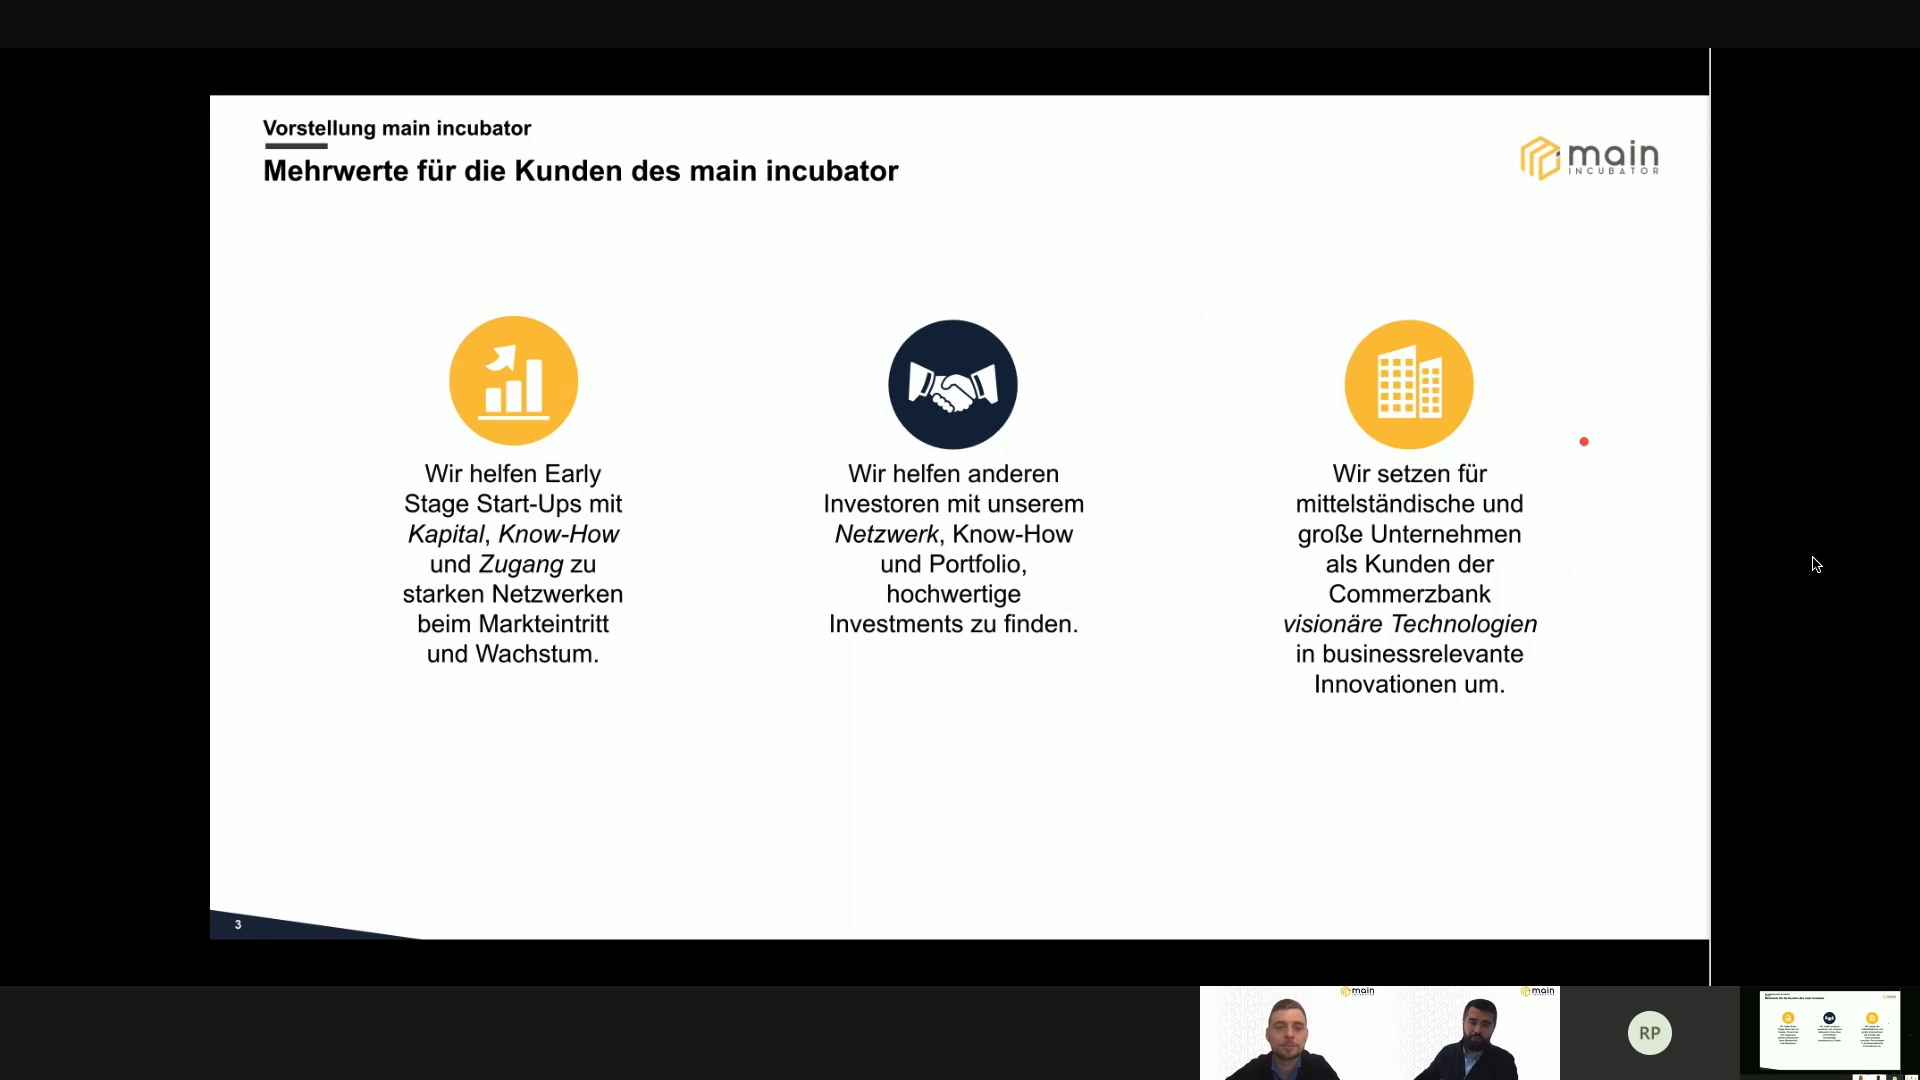 Vorstellung main incubator
Mehrwerte für die Kunden des main incubator
main
INCUBATOR
Wir helfen Early
Stage Start-Ups mit
Kapital, Know-How
und Zugang zu
starken Netzwerken
beim Markteintritt
und Wachstum.
Wir helfen anderen
Investoren mit unserem
Netzwerk, Know-How
und Portfolio,
hochwertige
Investments zu finden.
Wir setzen für
mittelständische und
große Unternehmen
als Kunden der
Commerzbank
visionäre Technologien
in businessrelevante
Innovationen um.
3
main
main
RP